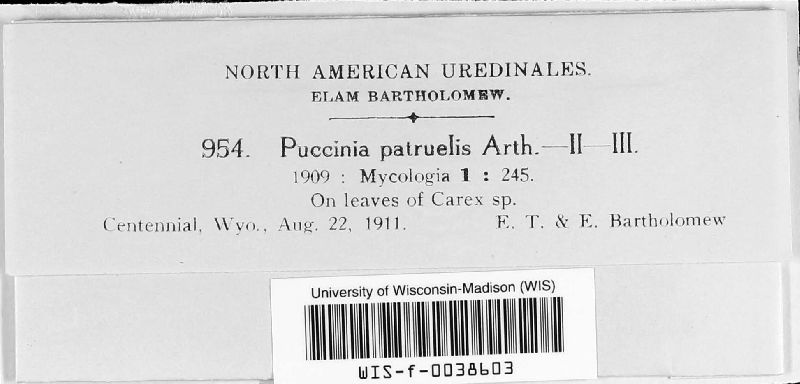 NORTH AMERICAN UREDINALES.
ELAM BARTHOLOMEW.
954. Puccinia patruelis Arth.—II—III.
1909 : Mycologia 1 : 245.
On leaves of Carex sp.
Centennial, Wyo., Aug. 22, 1911. E. T. & E. Bartholomew
University of Wisconsin-Madison (WIS)
WIS-f-0038603